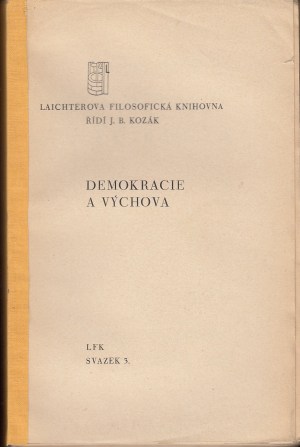 LAICHTEROVA FILOSOFICKÁ KNIHOVNA
ŘÍDÍ J. B. KOZÁK
DEMOKRACIE
A VÝCHOVA
LFK
SVAZEK 5.